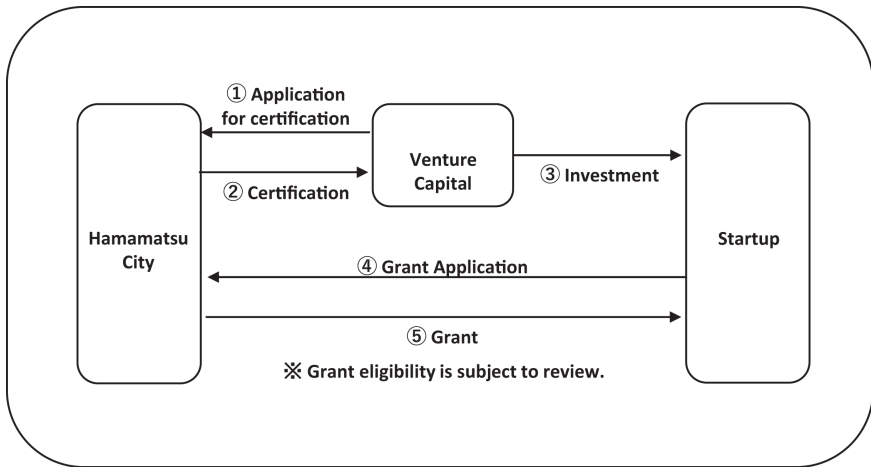 ① Application
for certification
Venture
Capital
② Certification
③ Investment
Hamamatsu
City
Startup
④ Grant Application
⑤ Grant
※ Grant eligibility is subject to review.